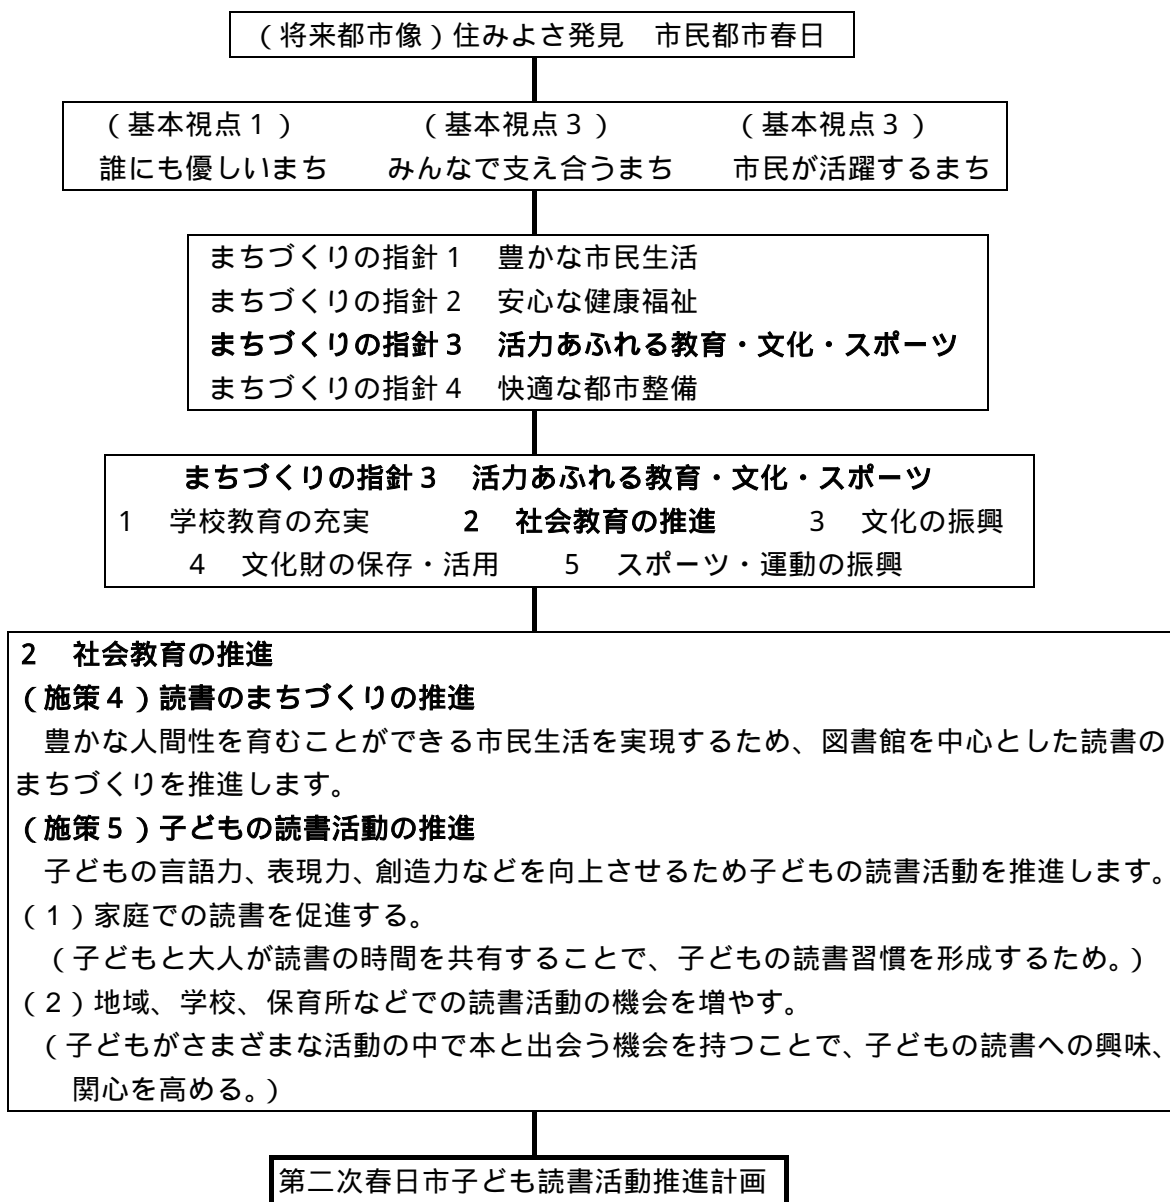 （将来都市像）住みよさ発見　市民都市春日
（基本視点１）　（基本視点３）　（基本視点３）
誰にも優しいまち　みんなで支え合うまち　市民が活躍するまち
まちづくりの指針１　豊かな市民生活
まちづくりの指針２　安心な健康福祉
まちづくりの指針３　活力あふれる教育・文化・スポーツ
まちづくりの指針４　快適な都市整備
まちづくりの指針３　活力あふれる教育・文化・スポーツ
１　学校教育の充実　２　社会教育の推進　３　文化の振興
４　文化財の保存・活用　５　スポーツ・運動の振興
２　社会教育の推進
（施策４）読書のまちづくりの推進
豊かな人間性を育むことができる市民生活を実現するため、図書館を中心とした読書の
まちづくりを推進します。
（施策５）子どもの読書活動の推進
子どもの言語力、表現力、創造力などを向上させるため子どもの読書活動を推進します。
（１）家庭での読書を促進する。
（子どもと大人が読書の時間を共有することで、子どもの読書習慣を形成するため。）
（２）地域、学校、保育所などでの読書活動の機会を増やす。
（子どもがさまざまな活動の中で本と出会う機会を持つことで、子どもの読書への興味、
関心を高める。）
第二次春日市子ども読書活動推進計画